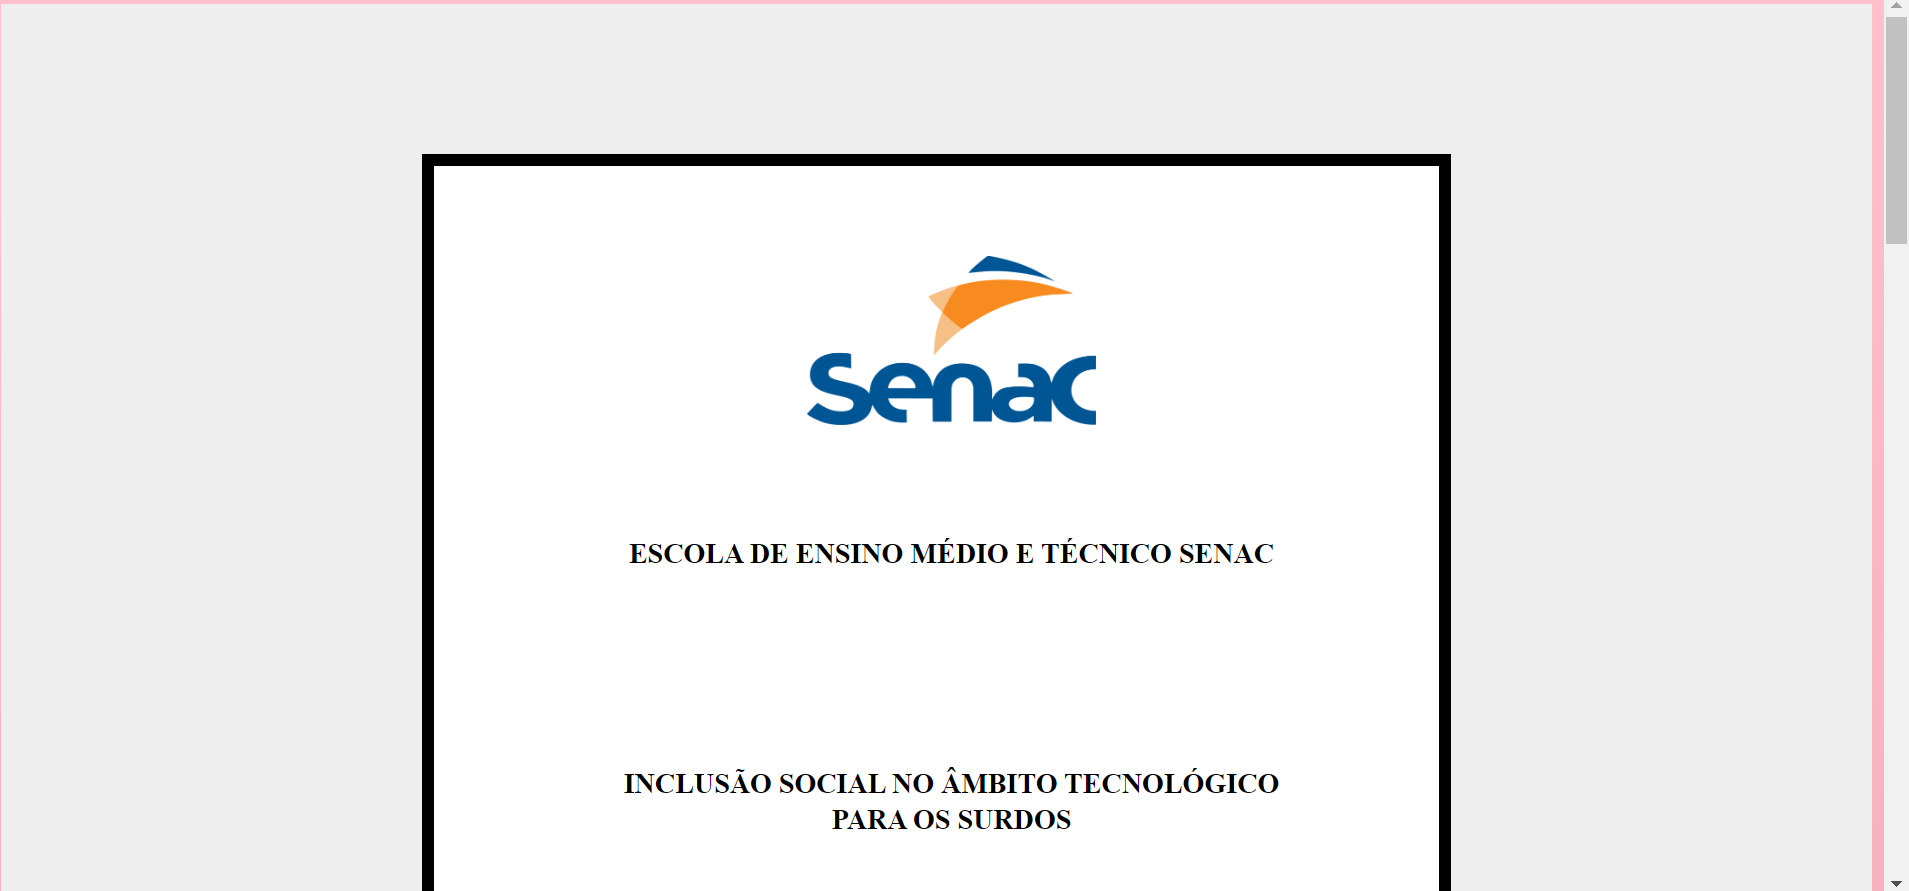 Senac
ESCOLA DE ENSINO MÉDIO E TÉCNICO SENAC
INCLUSÃO SOCIAL NO ÂMBITO TECNOLÓGICO
PARA OS SURDOS